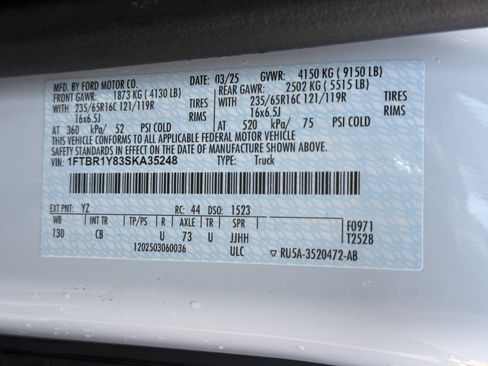 MFD. BY FORD MOTOR CO. 03/25 GVWR: 4150 KG ( 9150 LB)
FRONT GAWR: 1873 KG ( 4130 LB) REAR GAWR: 2502 KG ( 5515 LB)
WITH 235/65R16C 121/119R TIRES WITH 235/65R16C 121/119R TIRES
16x6.5J RIMS 16x6.5J RIMS
AT 360 kPa/ 52 PSI COLD AT 520 kPa/ 75 PSI COLD
THIS VEHICLE CONFORMS TO ALL APPLICABLE FEDERAL MOTOR VEHICLE
SAFETY STANDARDS IN EFFECT ON THE DATE OF MANUFACTURE SHOWN ABOVE.
VIN: 1FTBR1Y83SKA35248 TYPE: Truck
EXT PNT: YZ RC: 44 DSO: 1523
WB INT TR TP/PS R AXLE TR SPR F0971
130 CB U 73 U JJHH T2528
1202503060036 ULC ▽ RU5A-3520472-AB